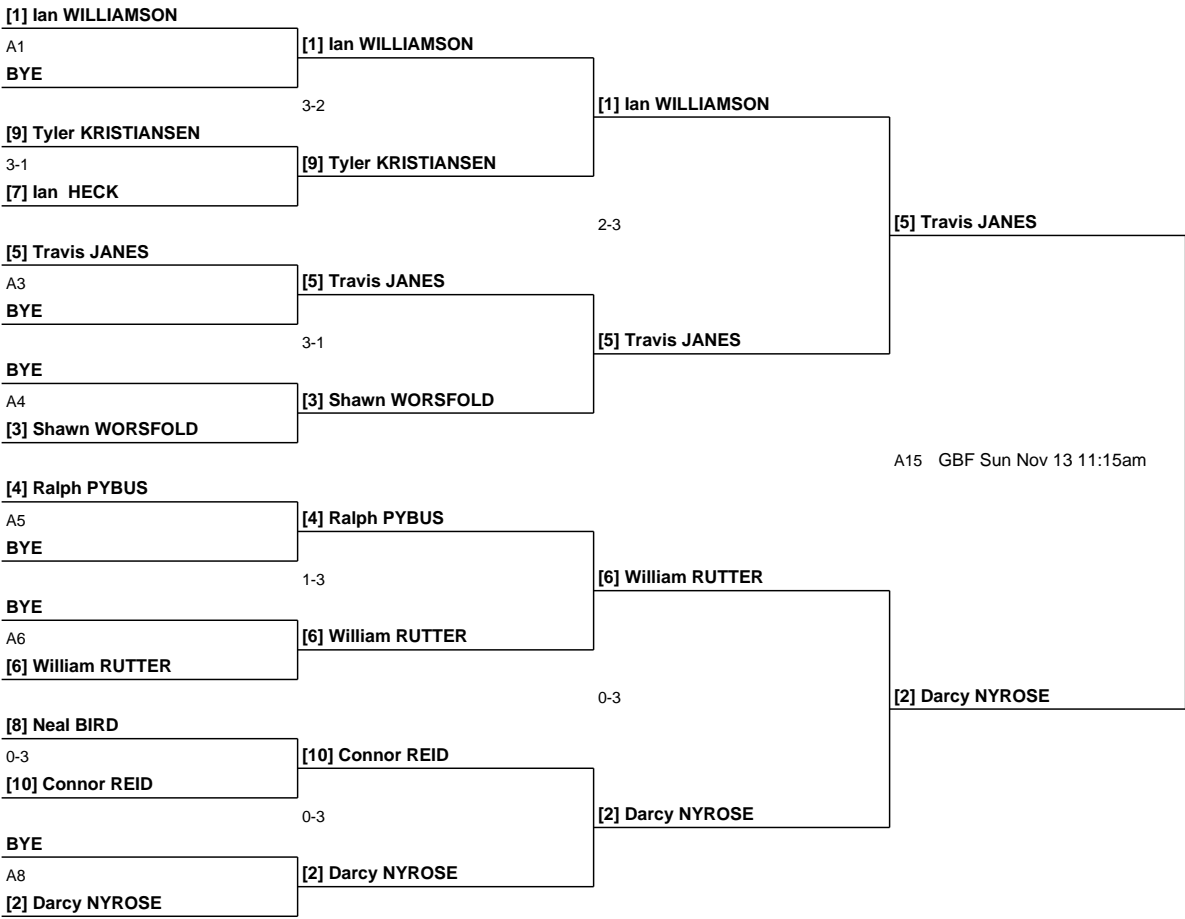 [1] Ian WILLIAMSON
A1
BYE
[9] Tyler KRISTIANSEN
3-1
[7] Ian  HECK
[5] Travis JANES
A3
BYE
BYE
A4
[3] Shawn WORSFOLD
[4] Ralph PYBUS
A5
BYE
BYE
A6
[6] William RUTTER
[8] Neal BIRD
0-3
[10] Connor REID
BYE
A8
[2] Darcy NYROSE
[1] Ian WILLIAMSON
3-2
[9] Tyler KRISTIANSEN
[5] Travis JANES
3-1
[3] Shawn WORSFOLD
[4] Ralph PYBUS
1-3
[6] William RUTTER
[10] Connor REID
0-3
[2] Darcy NYROSE
[1] Ian WILLIAMSON
2-3
[5] Travis JANES
[6] William RUTTER
0-3
[2] Darcy NYROSE
[5] Travis JANES
A15 GBF Sun Nov 13 11:15am
[2] Darcy NYROSE